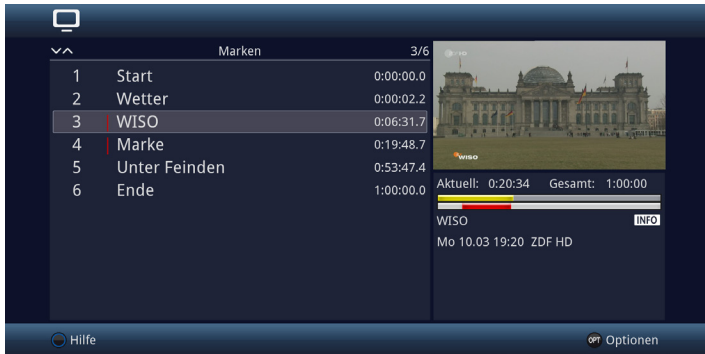 Marken 3/6
1 Start 0:00:00.0
2 Wetter 0:00:02.2
3 WISO 0:06:31.7
4 Marke 0:19:48.7
5 Unter Feinden 0:53:47.4
6 Ende 1:00:00.0
WISO
Aktuell: 0:20:34 Gesamt: 1:00:00
WISO INFO
Mo 10.03 19:20 ZDF HD
Hilfe OPT Optionen